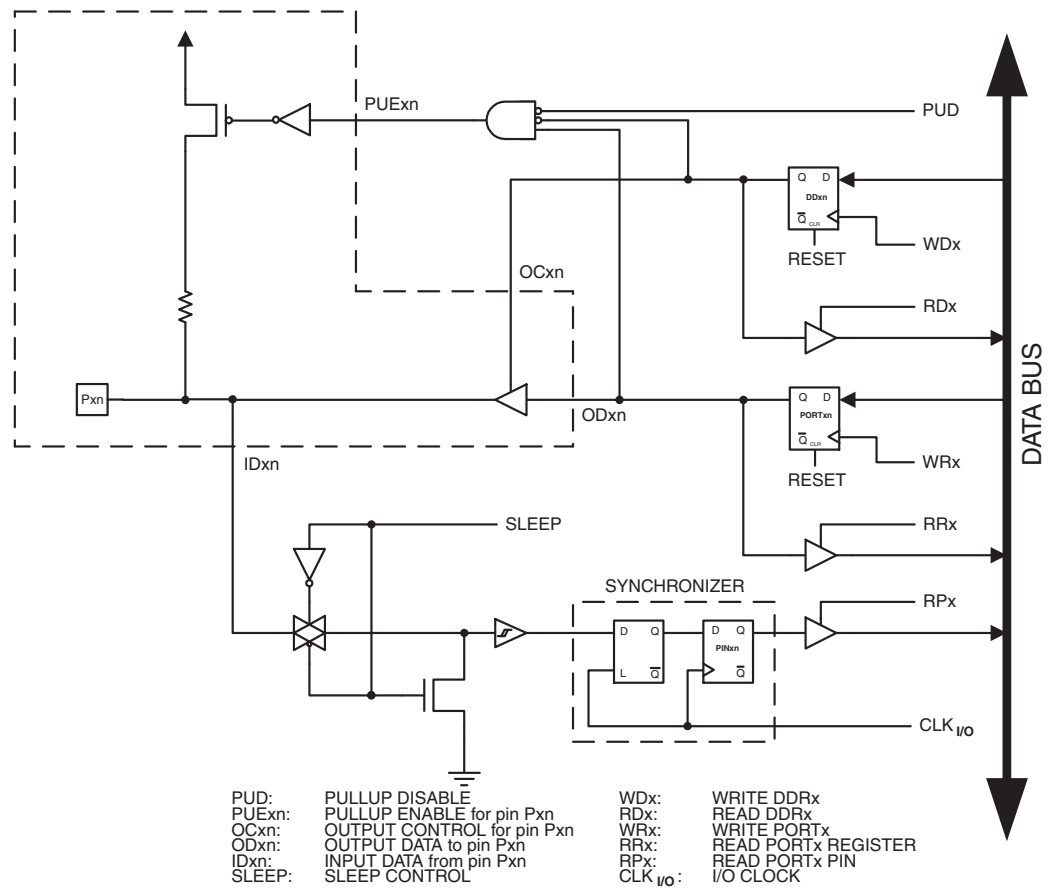 PUExn
PUD
Q D
DDxn
Q CLR
WDx
RESET
OCxn
RDx
Pxn
ODxn
Q D
PORTxn
Q CLR
WRx
RESET
IDxn
SLEEP
RRx
SYNCHRONIZER
RPx
D Q
L Q
D Q
PINxn
Q
CLK I/O
DATA BUS
PUD: PULLUP DISABLE
PUExn: PULLUP ENABLE for pin Pxn
OCxn: OUTPUT CONTROL for pin Pxn
ODxn: OUTPUT DATA to pin Pxn
IDxn: INPUT DATA from pin Pxn
SLEEP: SLEEP CONTROL
WDx: WRITE DDRx
RDx: READ DDRx
WRx: WRITE PORTx
RRx: READ PORTx REGISTER
RPx: READ PORTx PIN
CLK I/O: I/O CLOCK